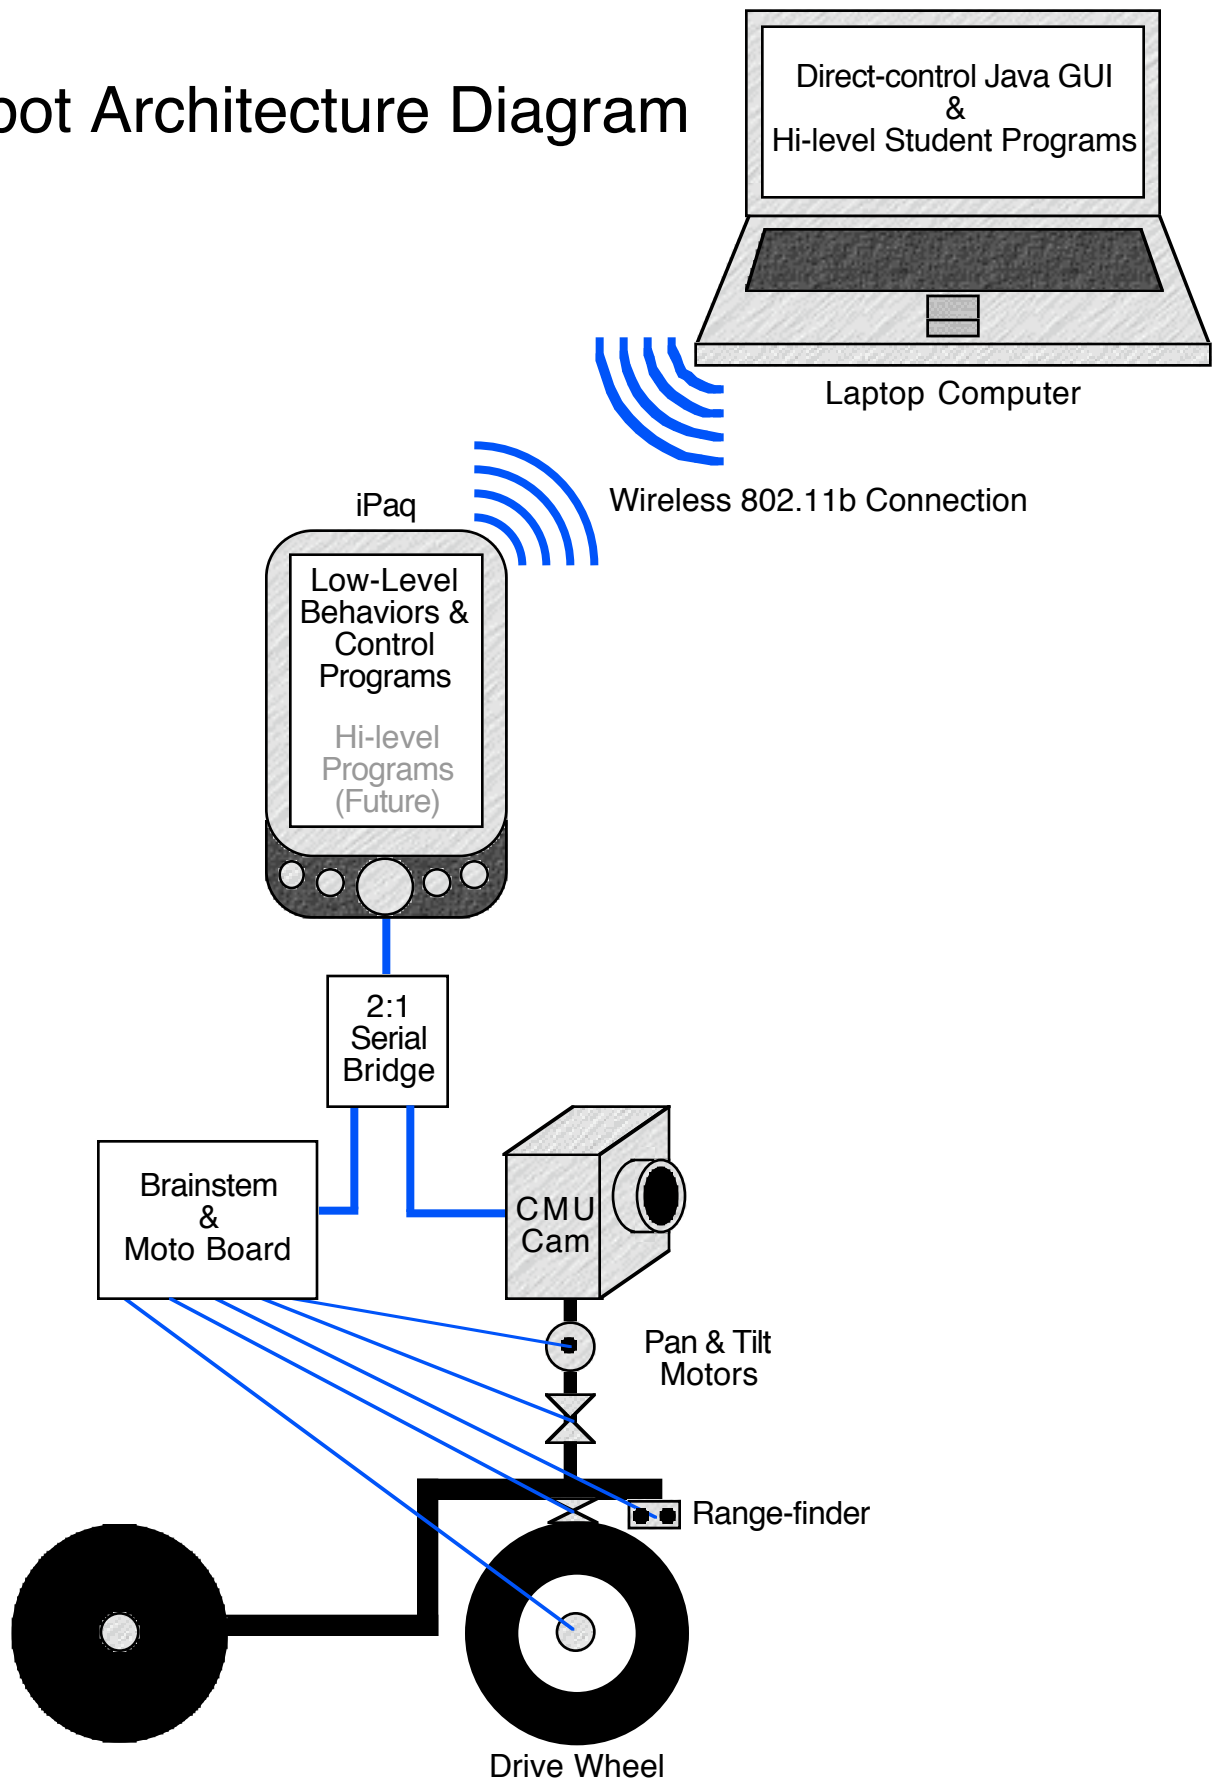 Architecture Diagram
Direct-control Java GUI
&
Hi-level Student Programs
Laptop Computer
Wireless 802.11b Connection
iPaq
Low-Level
Behaviors &
Control
Programs
Hi-level
Programs
(Future)
2:1
Serial
Bridge
Brainstem
&
Moto Board
CMU
Cam
Pan & Tilt
Motors
Range-finder
Drive Wheel